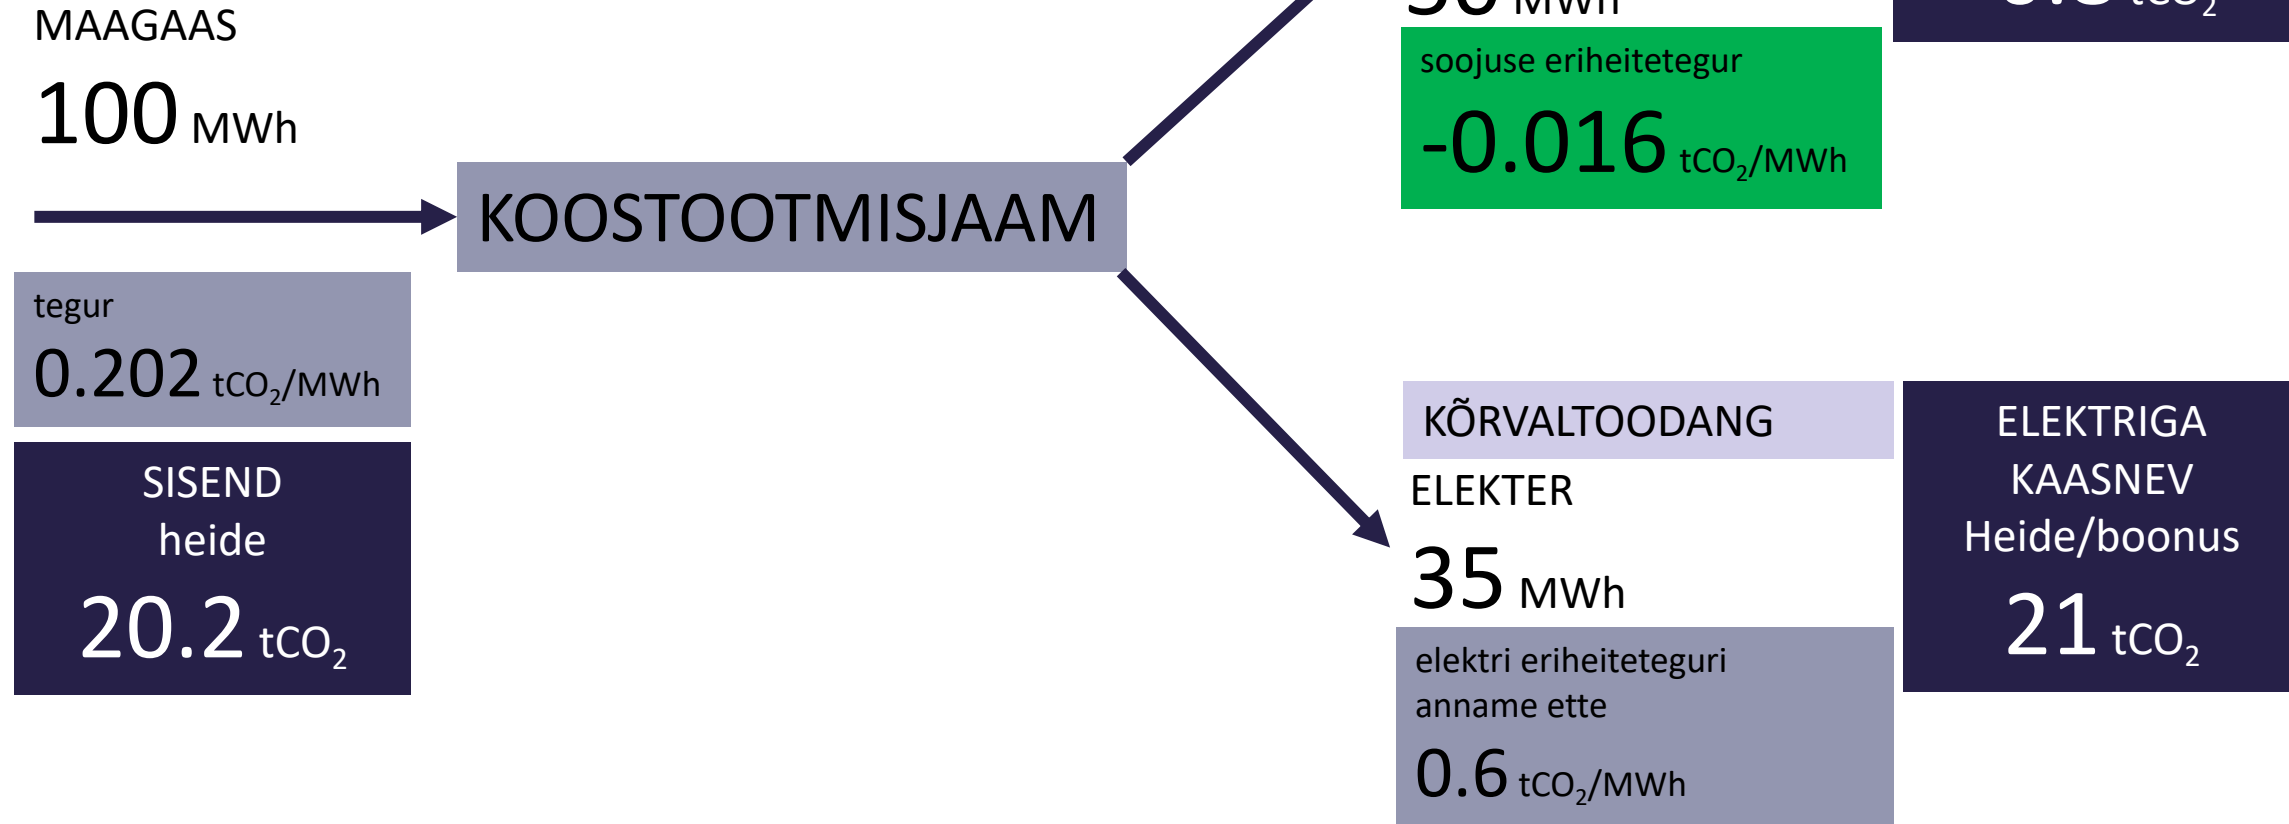 MAAGAAS
100 MWh
KOOSTOOTMISJAAM
tegur
0.202 tCO₂/MWh
SISEND
heide
20.2 tCO₂
MWh
tCO₂
soojuse eriheitetegur
-0.016 tCO₂/MWh
KÕRVALTOODANG
ELEKTER
35 MWh
elektri eriheiteteguri
anname ette
0.6 tCO₂/MWh
ELEKTRIGA
KAASNEV
Heide/boonus
21 tCO₂